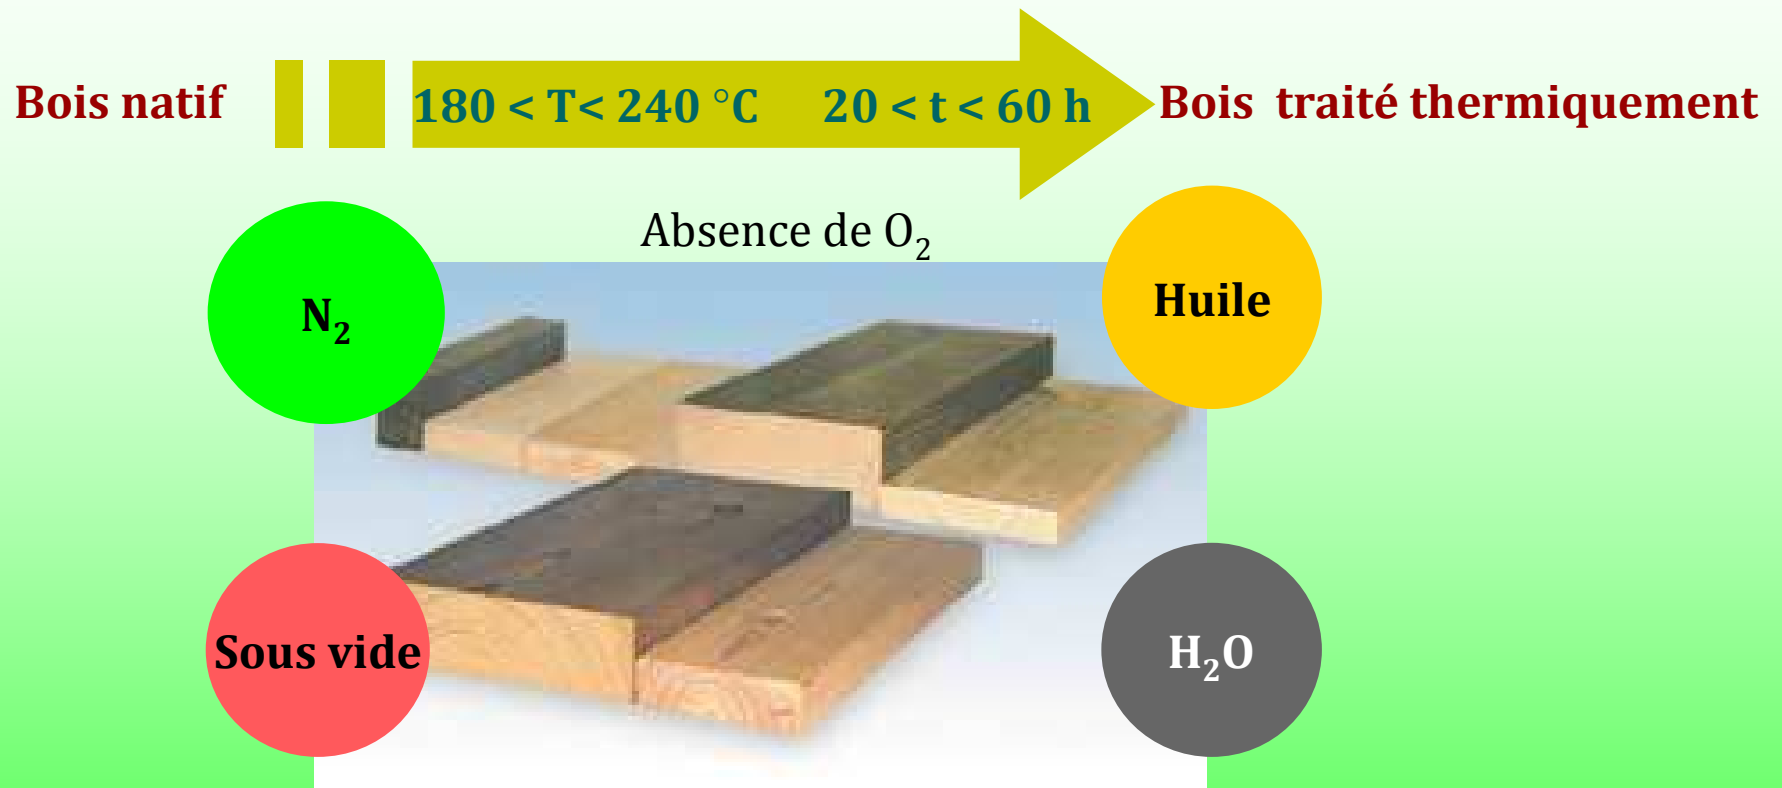 Bois natif
180 < T< 240 °C 20 < t < 60 h
Bois traité thermiquement
Absence de O₂
N₂
Huile
Sous vide
H₂O